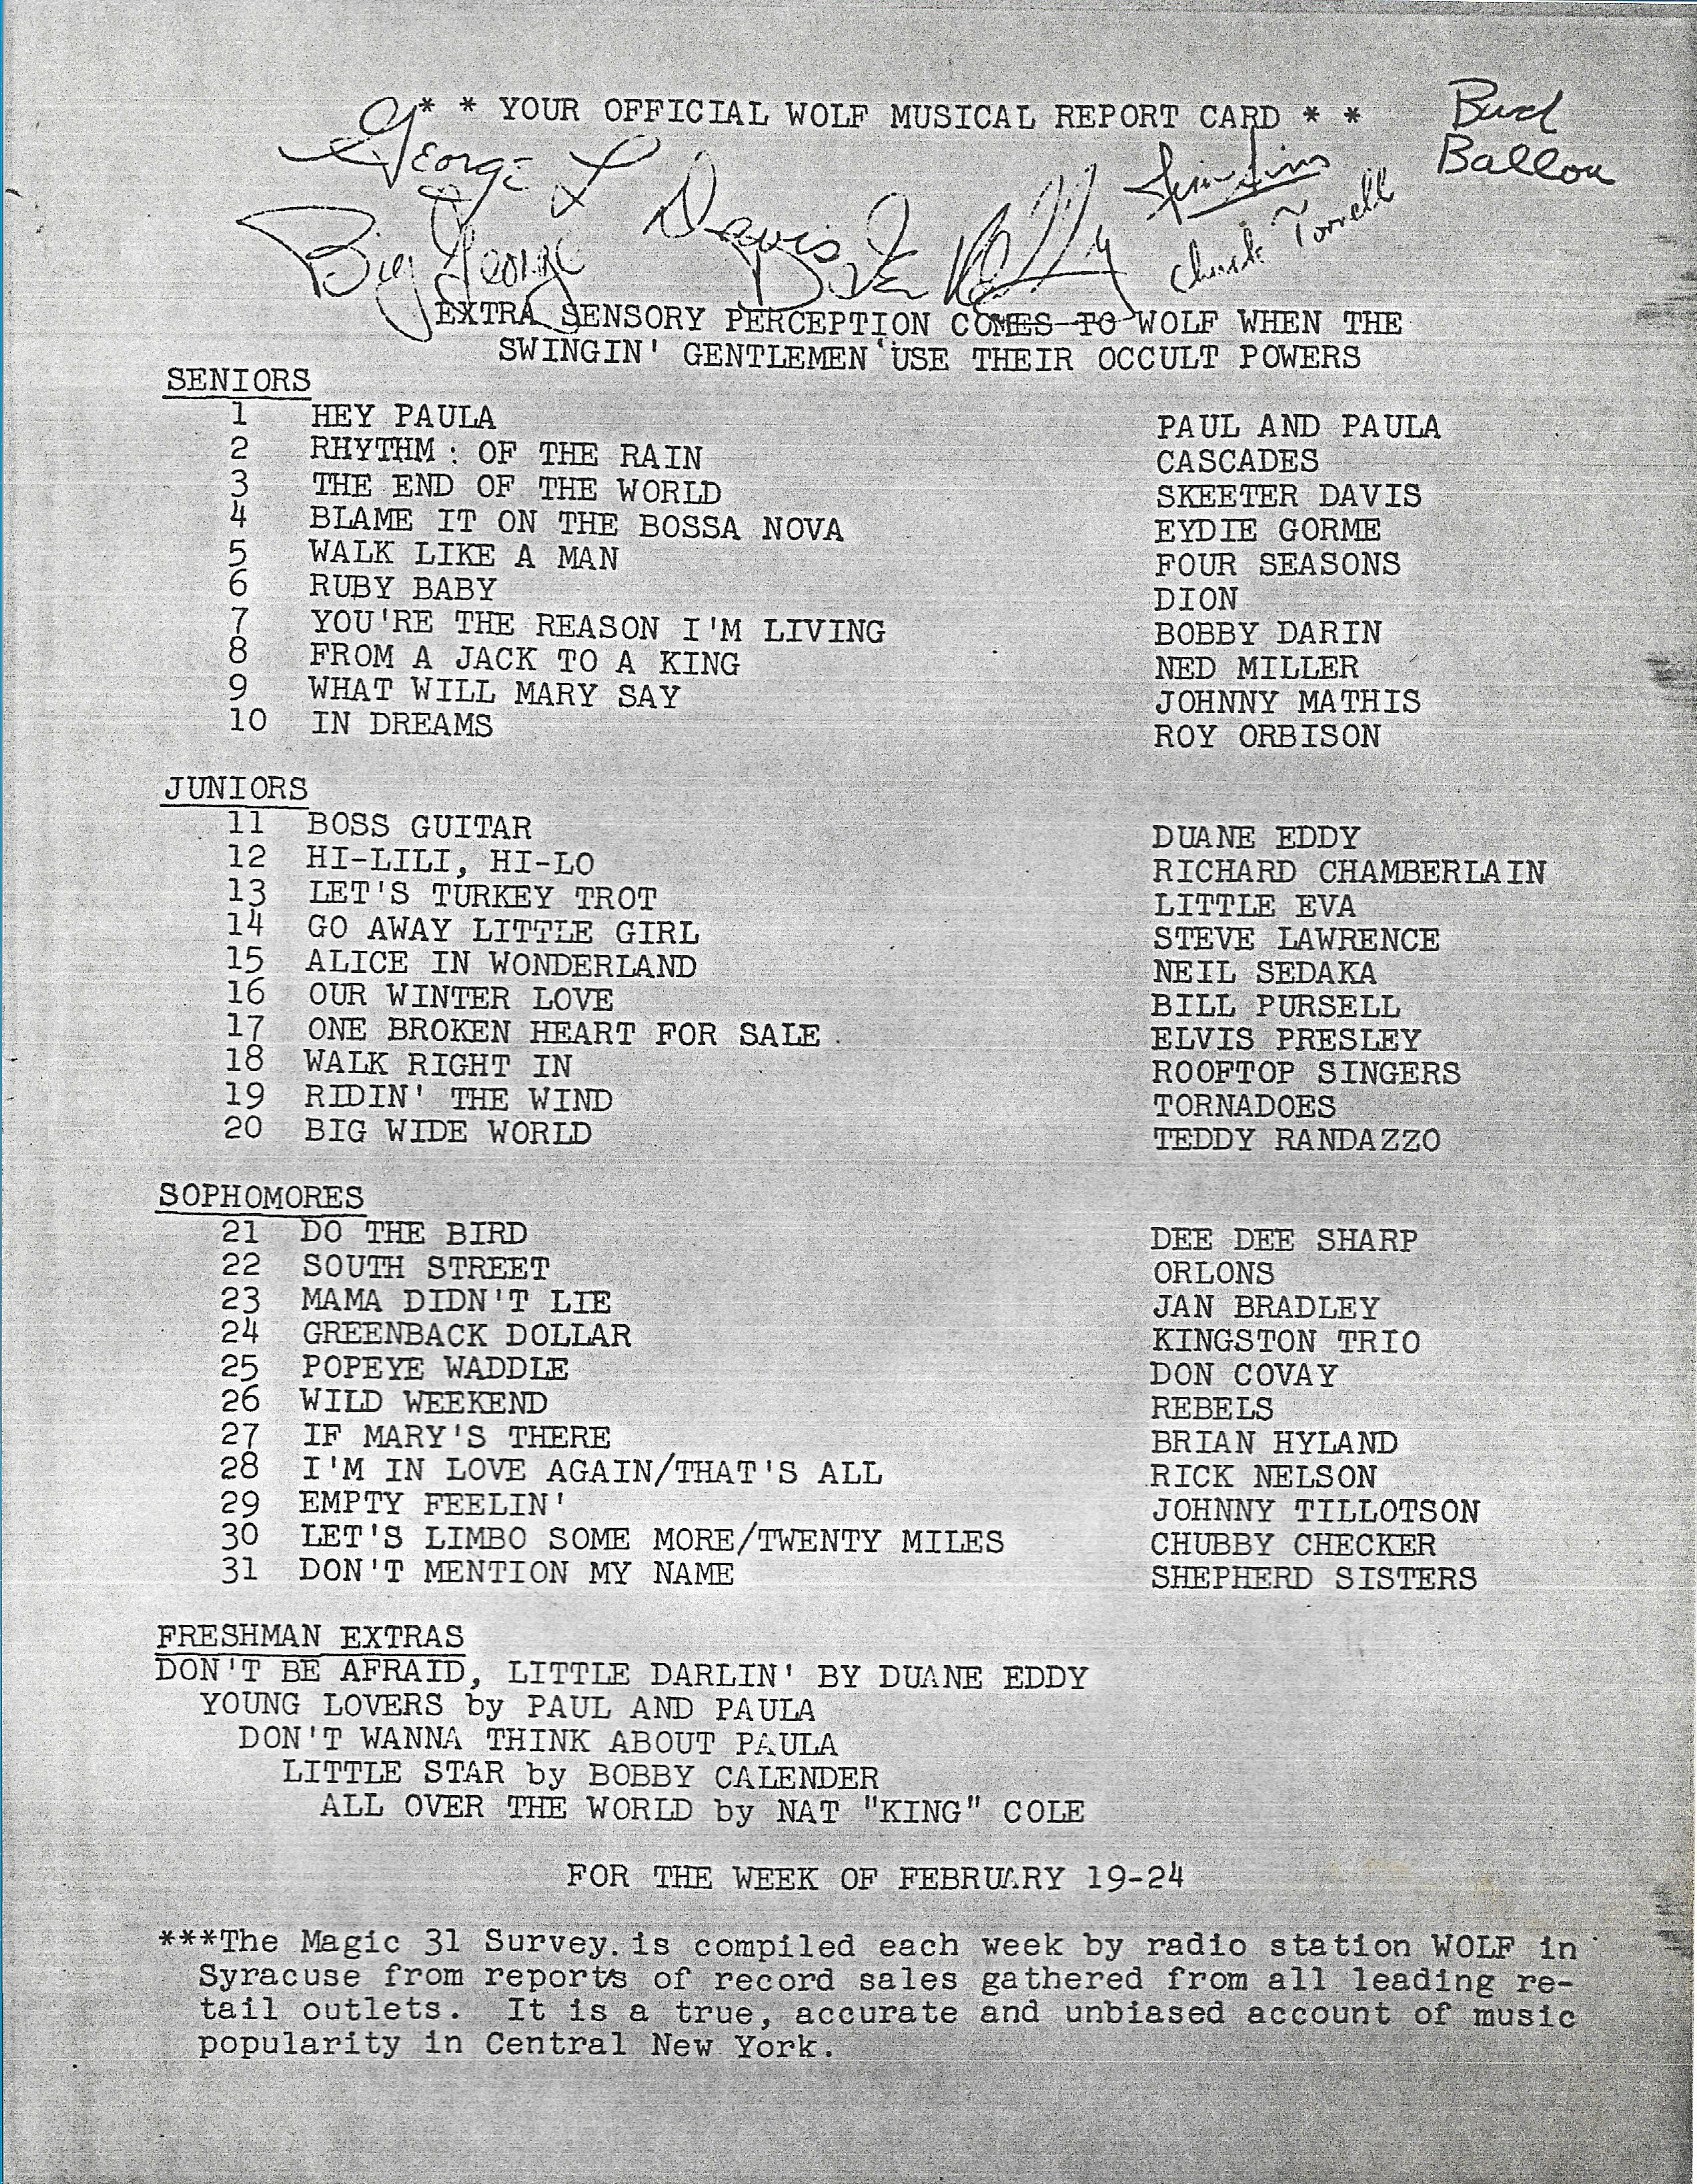 * * YOUR OFFICIAL WOLF MUSICAL REPORT CARD * *
Bud
Ballou
George
Big George
Davis
EXTRA SENSORY PERCEPTION COMES TO WOLF WHEN THE
SWINGIN' GENTLEMEN USE THEIR OCCULT POWERS
SENIORS
1 HEY PAULA PAUL AND PAULA
2 RHYTHM : OF THE RAIN CASCADES
3 THE END OF THE WORLD SKEETER DAVIS
4 BLAME IT ON THE BOSSA NOVA EYDIE GORME
5 WALK LIKE A MAN FOUR SEASONS
6 RUBY BABY DION
7 YOU'RE THE REASON I'M LIVING BOBBY DARIN
8 FROM A JACK TO A KING NED MILLER
9 WHAT WILL MARY SAY JOHNNY MATHIS
10 IN DREAMS ROY ORBISON
JUNIORS
11 BOSS GUITAR DUANE EDDY
12 HI-LILI, HI-LO RICHARD CHAMBERLAIN
13 LET'S TURKEY TROT LITTLE EVA
14 GO AWAY LITTLE GIRL STEVE LAWRENCE
15 ALICE IN WONDERLAND NEIL SEDAKA
16 OUR WINTER LOVE BILL PURSELL
17 ONE BROKEN HEART FOR SALE ELVIS PRESLEY
18 WALK RIGHT IN ROOFTOP SINGERS
19 RIDIN' THE WIND TORNADOES
20 BIG WIDE WORLD TEDDY RANDAZZO
SOPHOMORES
21 DO THE BIRD DEE DEE SHARP
22 SOUTH STREET ORLONS
23 MAMA DIDN'T LIE JAN BRADLEY
24 GREENBACK DOLLAR KINGSTON TRIO
25 POPEYE WADDLE DON COVAY
26 WILD WEEKEND REBELS
27 IF MARY'S THERE BRIAN HYLAND
28 I'M IN LOVE AGAIN/THAT'S ALL RICK NELSON
29 EMPTY FEELIN' JOHNNY TILLOTSON
30 LET'S LIMBO SOME MORE/TWENTY MILES CHUBBY CHECKER
31 DON'T MENTION MY NAME SHEPHERD SISTERS
FRESHMAN EXTRAS
DON'T BE AFRAID, LITTLE DARLIN' BY DUANE EDDY
YOUNG LOVERS by PAUL AND PAULA
DON'T WANNA THINK ABOUT PAULA
LITTLE STAR by BOBBY CALENDER
ALL OVER THE WORLD by NAT "KING" COLE
FOR THE WEEK OF FEBRUARY 19-24
***The Magic 31 Survey. is compiled each week by radio station WOLF in
Syracuse from reports of record sales gathered from all leading re-
tail outlets. It is a true, accurate and unbiased account of music
popularity in Central New York.